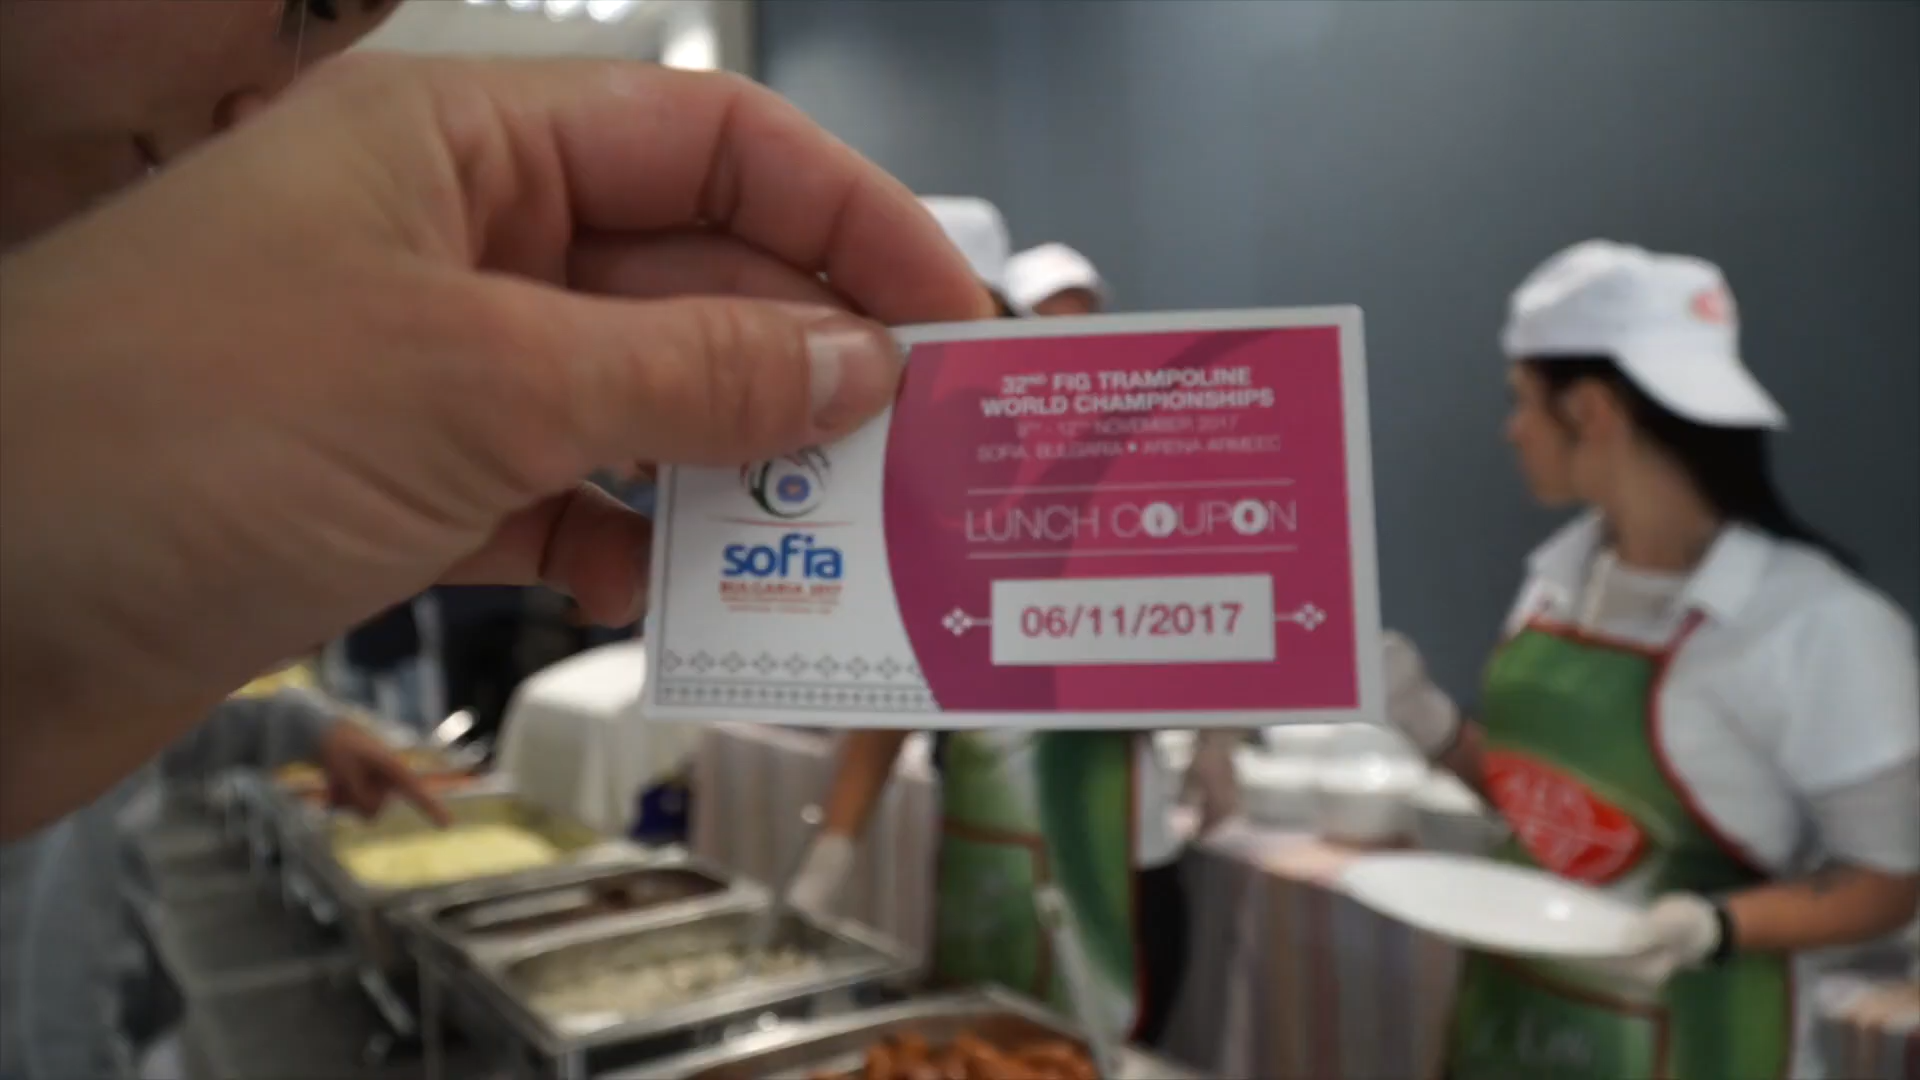 32ND FIG TRAMPOLINE
WORLD CHAMPIONSHIPS
9TH - 12TH NOVEMBER 2017
SOFIA, BULGARIA • ARENA ARMEEC
LUNCH COUPON
06/11/2017
sofia
BULGARIA 2017